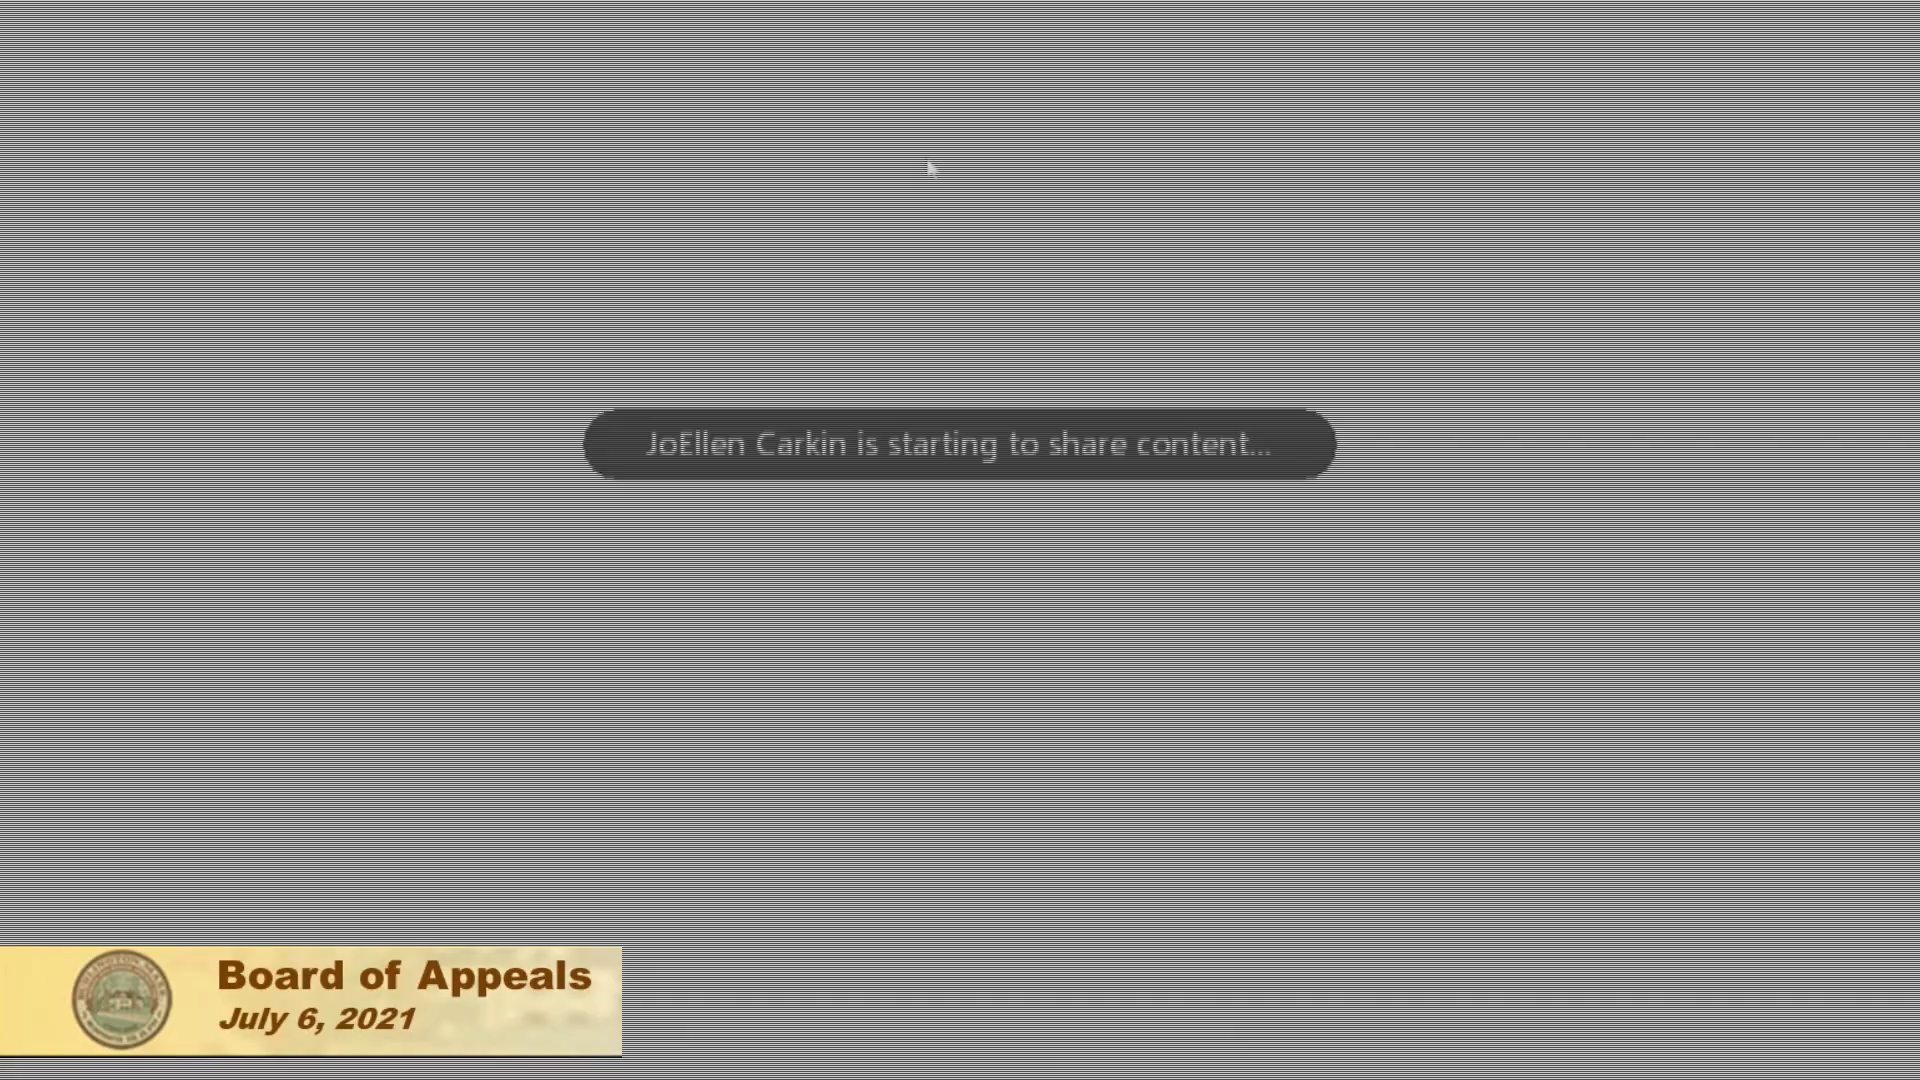 JoEllen Carkin is starting to share content...
Board of Appeals
July 6, 2021